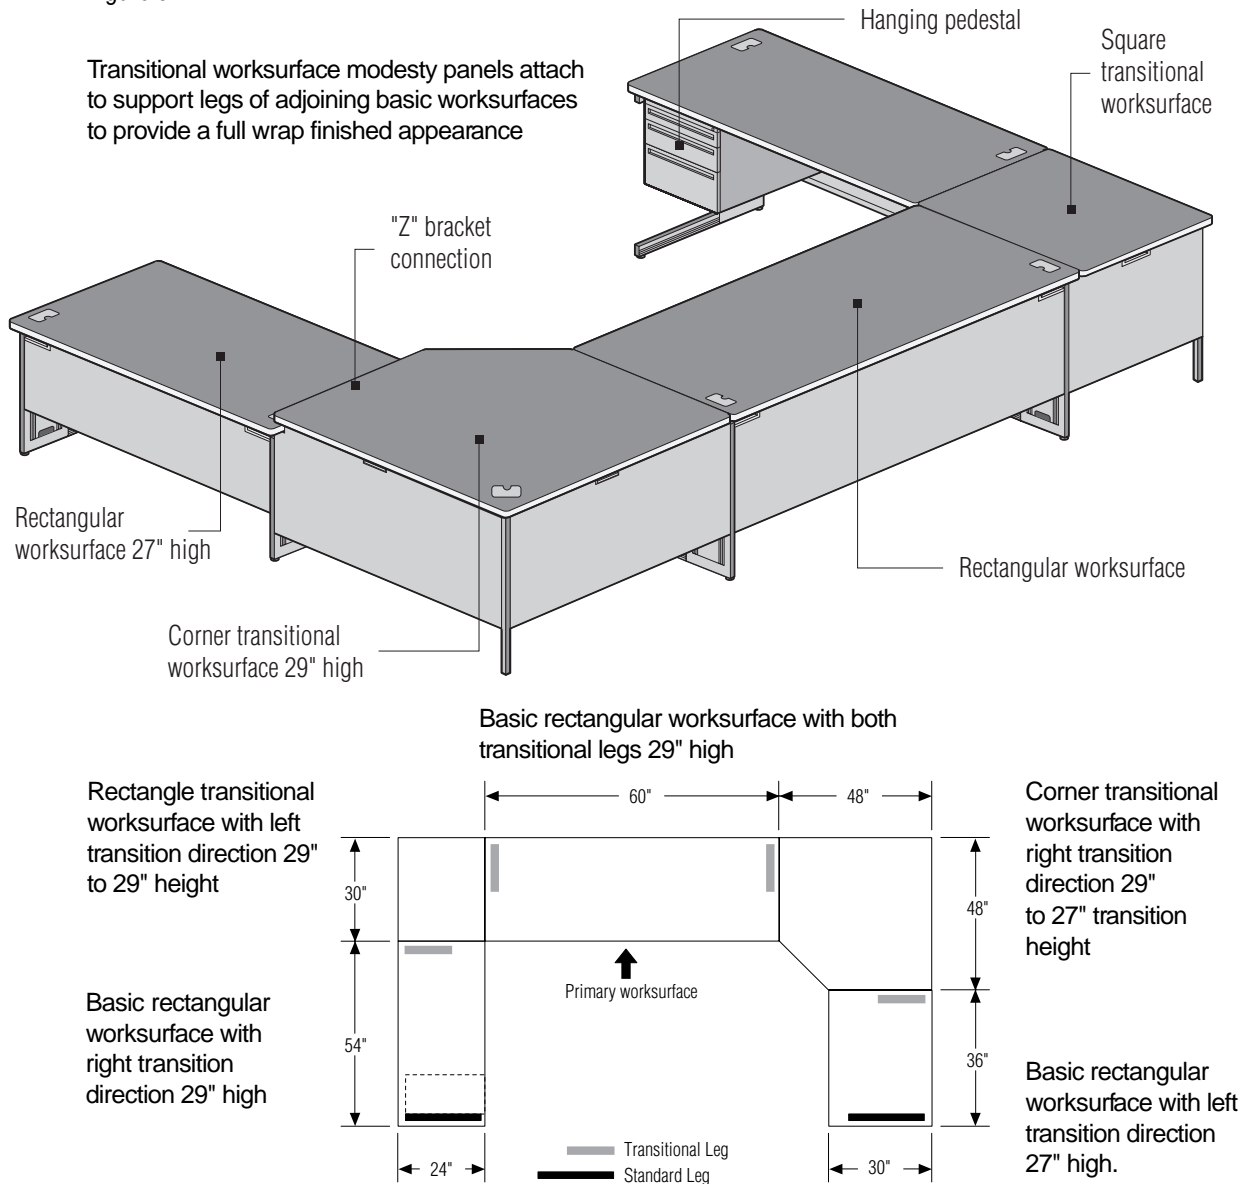 Hanging pedestal
Square
transitional
worksurface
Transitional worksurface modesty panels attach
to support legs of adjoining basic worksurfaces
to provide a full wrap finished appearance
"Z" bracket
connection
Rectangular
worksurface 27" high
Rectangular worksurface
Corner transitional
worksurface 29" high
Basic rectangular worksurface with both
transitional legs 29" high
Rectangle transitional
worksurface with left
transition direction 29"
to 29" height
60"
48"
Corner transitional
worksurface with
right transition
direction 29"
to 27" transition
height
30"
48"
Primary worksurface
Basic rectangular
worksurface with
right transition
direction 29" high
54"
36"
Basic rectangular
worksurface with left
transition direction
27" high.
24"
30"
Transitional Leg
Standard Leg